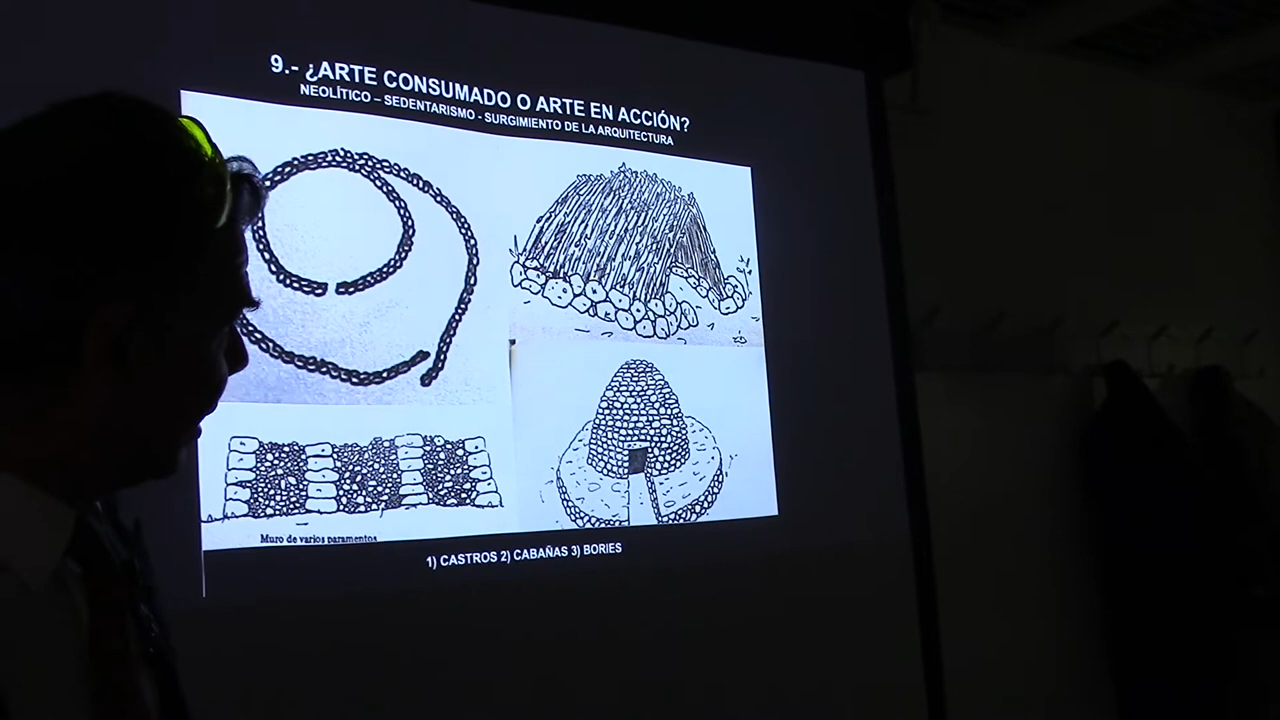 9.- ¿ARTE CONSUMADO O ARTE EN ACCIÓN?
NEOLÍTICO – SEDENTARISMO - SURGIMIENTO DE LA ARQUITECTURA
Muro de varios paramentos
1) CASTROS 2) CABAÑAS 3) BORIES